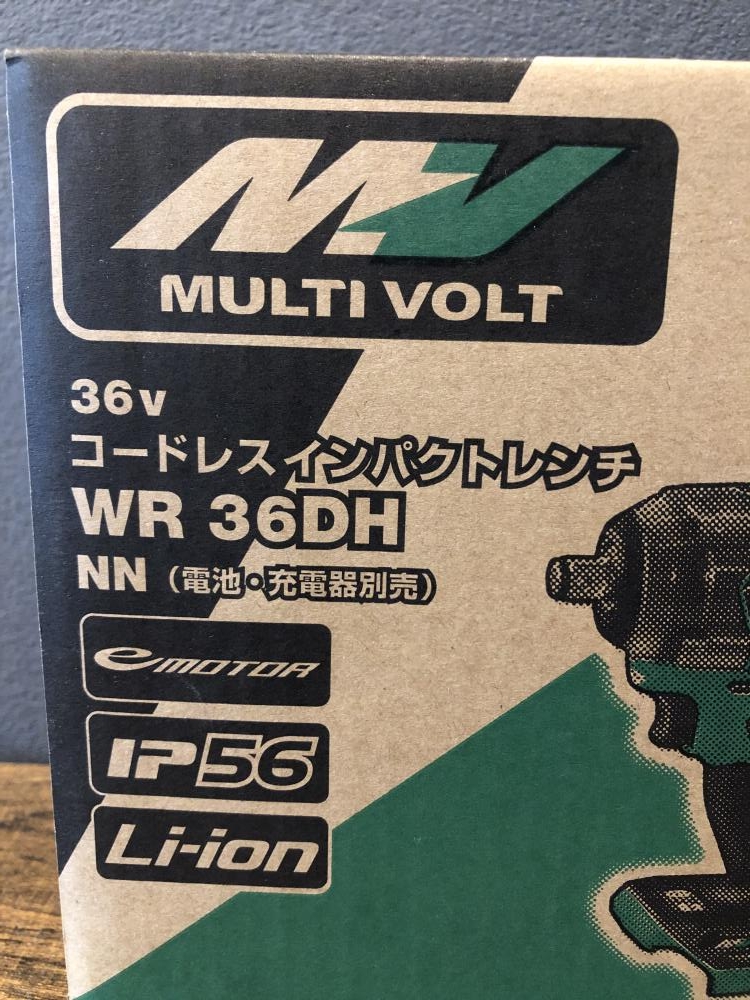 MV
MULTI VOLT
36v
コードレスインパクトレンチ
WR 36DH
NN（電池・充電器別売）
eMOTOR
IP56
Li-ion